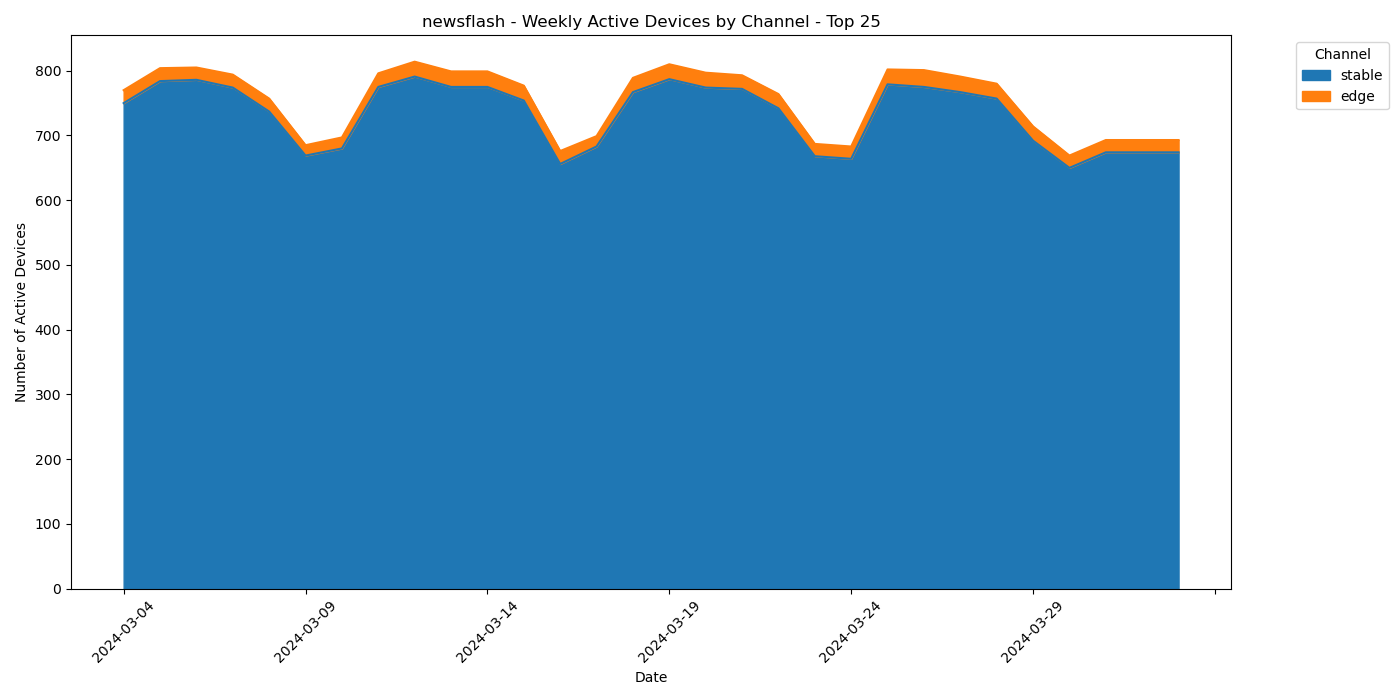 newsflash - Weekly Active Devices by Channel - Top 25
Channel
stable
edge
Number of Active Devices
800
700
600
500
400
300
200
100
0
2024-03-04
2024-03-09
2024-03-14
2024-03-19
2024-03-24
2024-03-29
Date